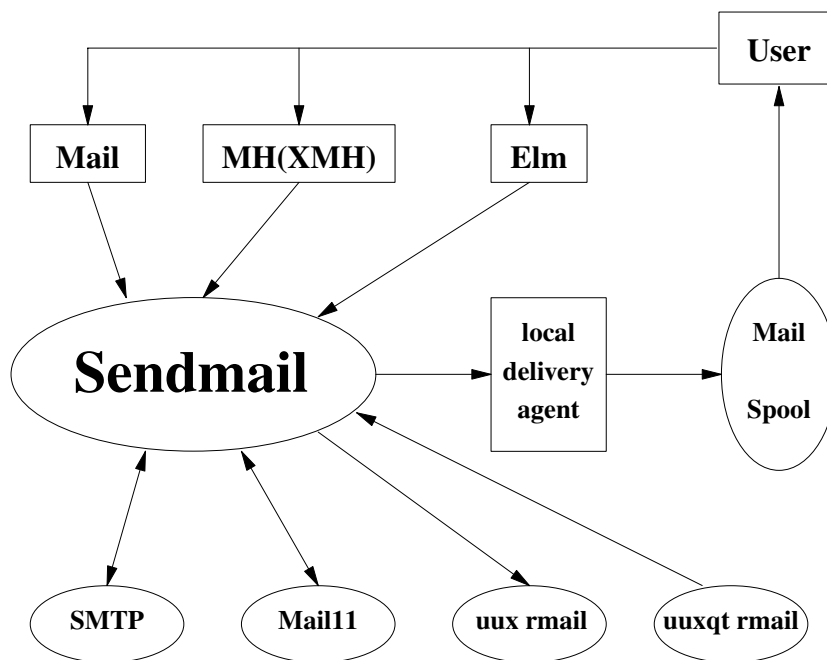 User
Mail
MH(XMH)
Elm
Sendmail
local
delivery
agent
Mail
Spool
SMTP
Mail11
uux rmail
uuxqt rmail